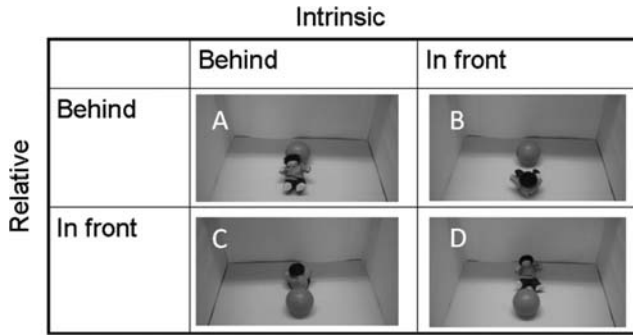 Intrinsic
Behind
In front
Relative
Behind
A
B
In front
C
D